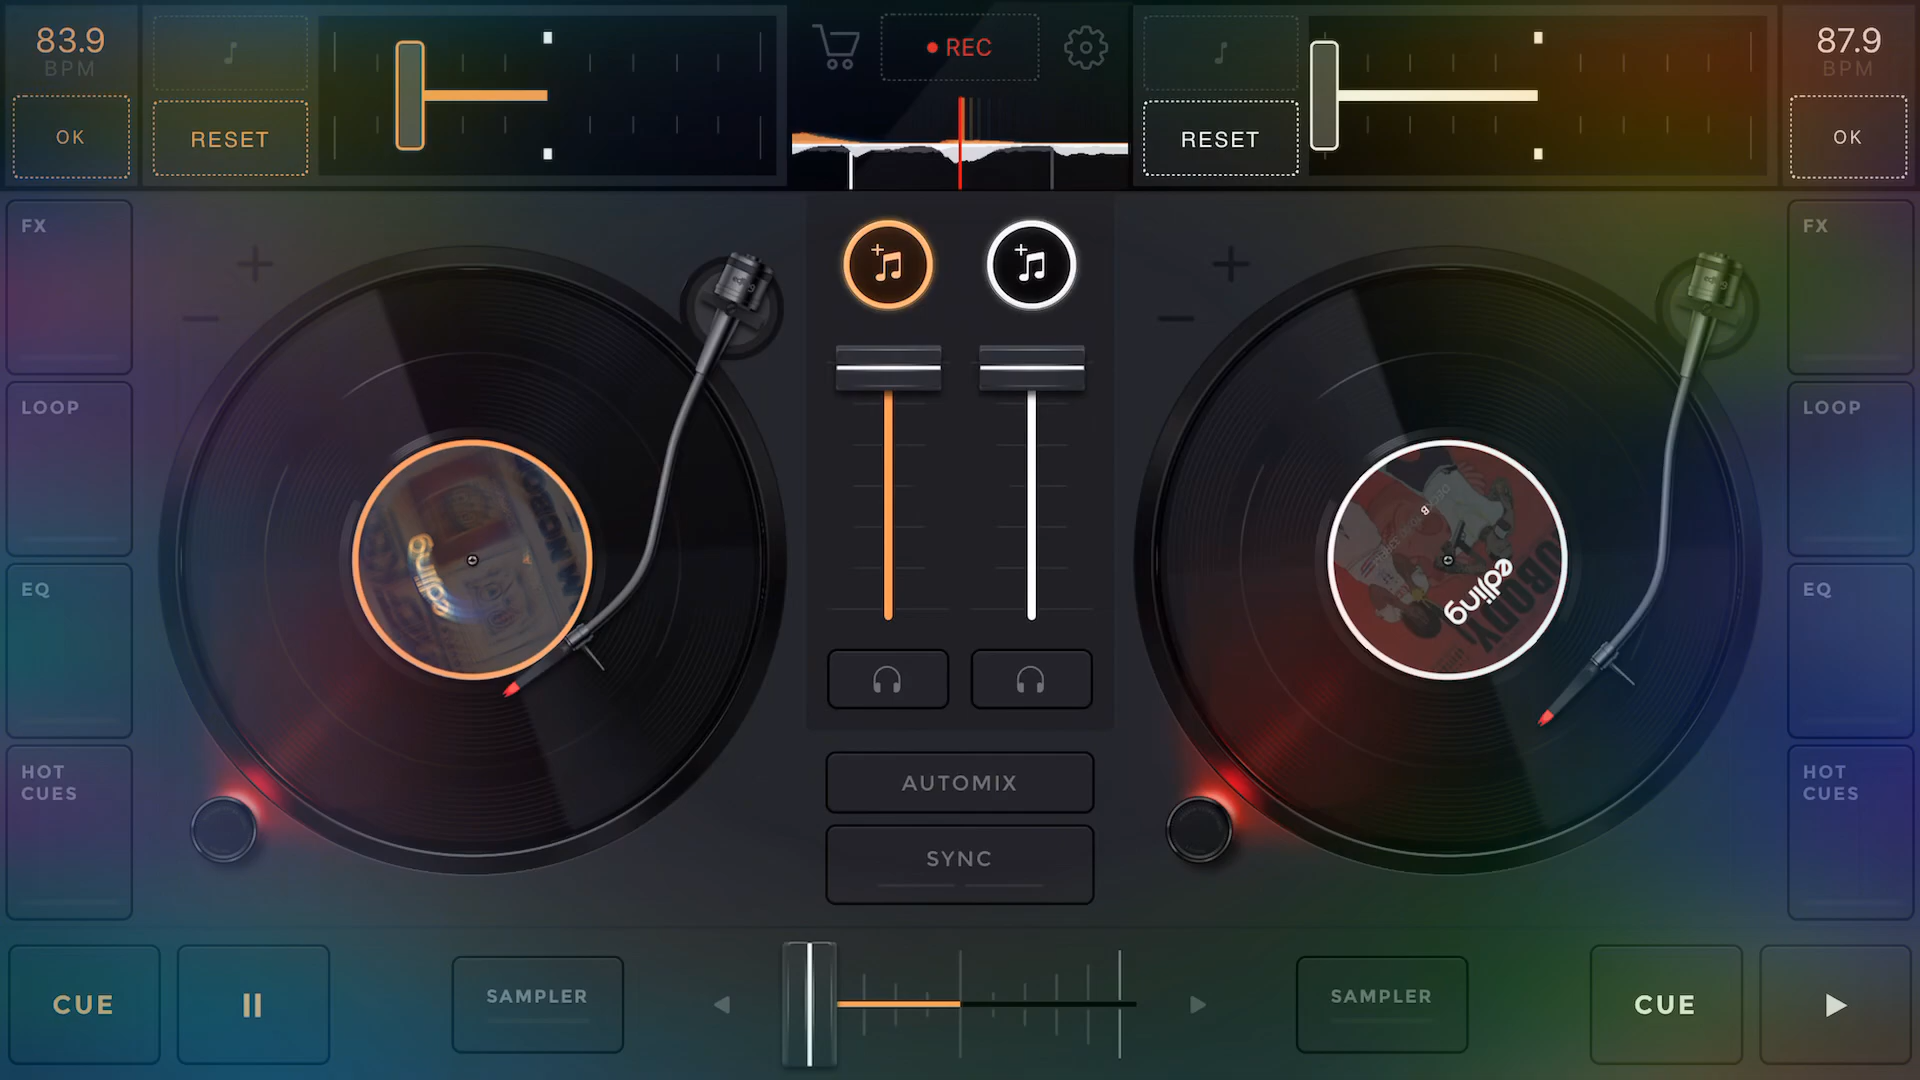 83.9
BPM
OK
RESET
REC
RESET
87.9
BPM
OK
FX
LOOP
EQ
HOT
CUES
edjing
DECK B
edjing
AUTOMIX
SYNC
FX
LOOP
EQ
HOT
CUES
CUE
SAMPLER
SAMPLER
CUE